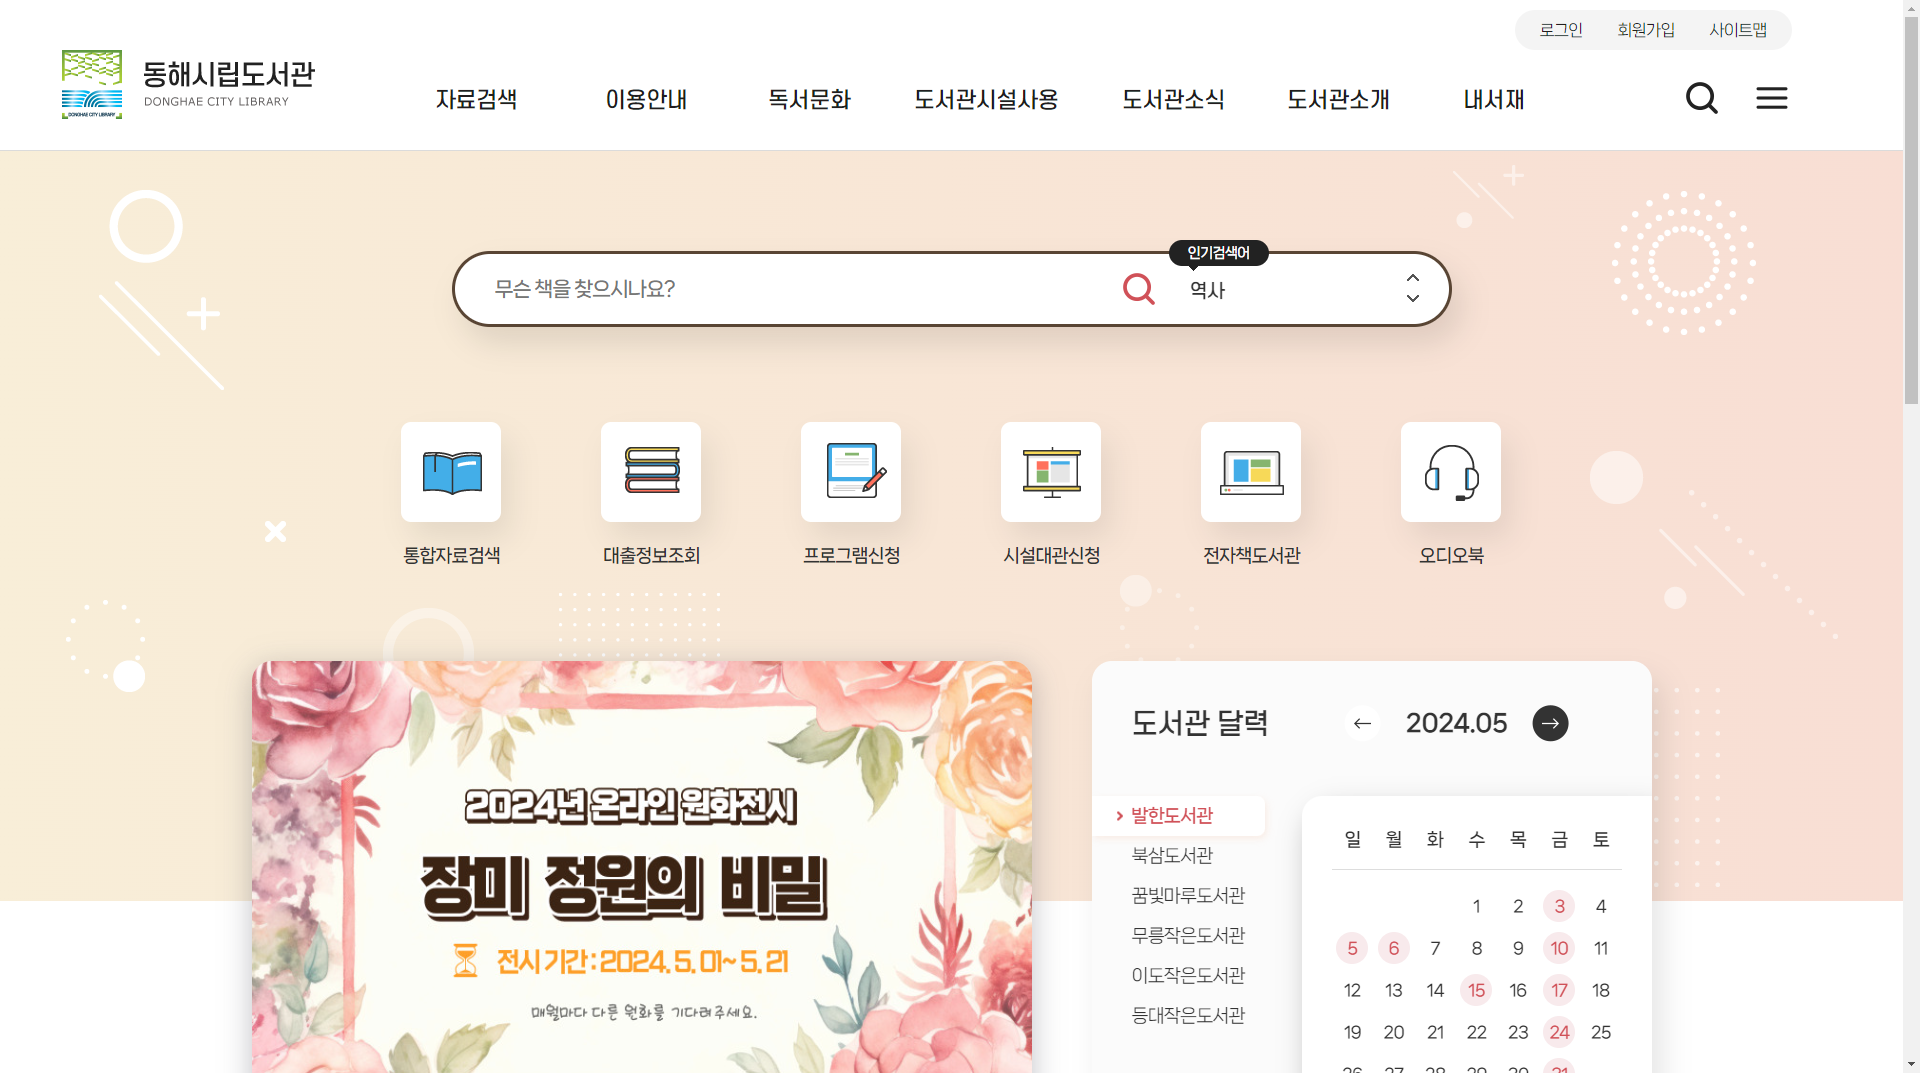 로그인 회원가입 사이트맵
동해시립도서관
DONGHAE CITY LIBRARY
DONGHAE CITY LIBRARY
자료검색 이용안내 독서문화 도서관시설사용 도서관소식 도서관소개 내서재
인기검색어
무슨 책을 찾으시나요? 역사
통합자료검색 대출정보조회 프로그램신청 시설대관신청 전자책도서관 오디오북
2024년 온라인 원화전시
장미 정원의 비밀
전시 기간 : 2024. 5. 01~ 5. 21
매월마다 다른 원화를 기다려주세요.
도서관 달력 2024.05
발한도서관
북삼도서관
꿈빛마루도서관
무릉작은도서관
이도작은도서관
등대작은도서관
일 월 화 수 목 금 토
1 2 3 4
5 6 7 8 9 10 11
12 13 14 15 16 17 18
19 20 21 22 23 24 25
26 27 28 29 30 31